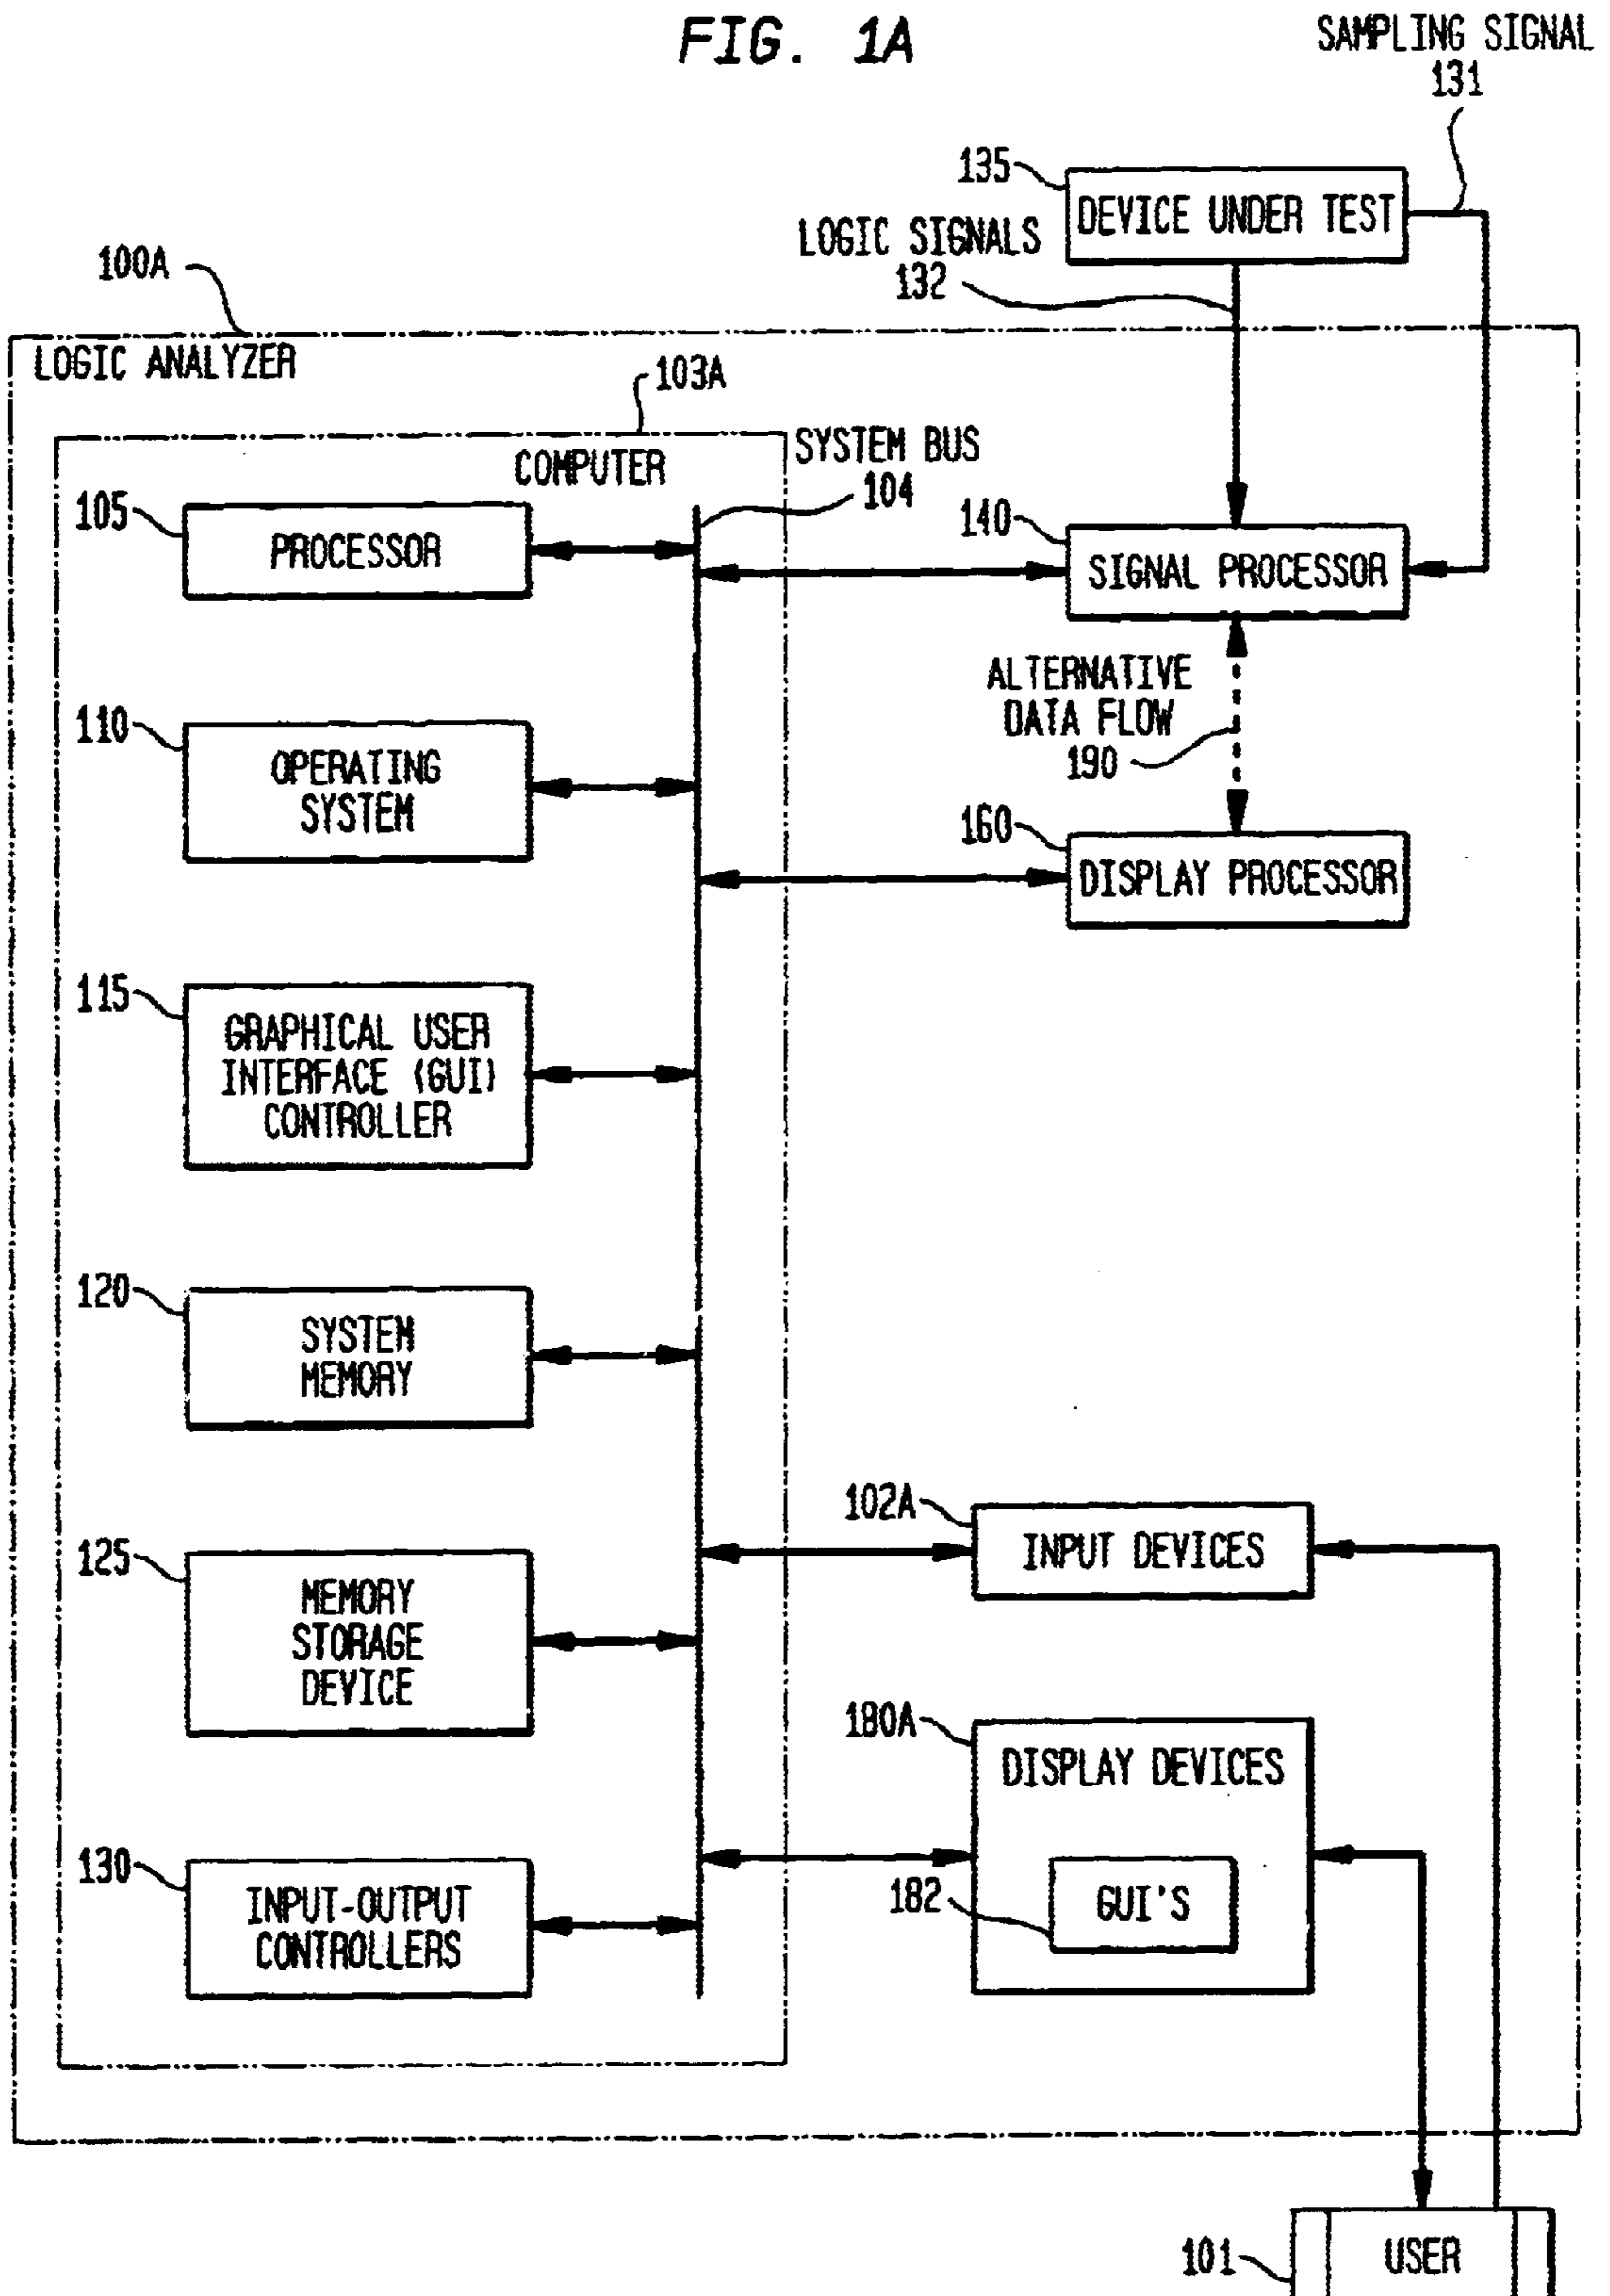 FIG. 1A
SAMPLING SIGNAL
131
135
DEVICE UNDER TEST
LOGIC SIGNALS
132
100A
LOGIC ANALYZER
103A
COMPUTER
SYSTEM BUS
104
105
PROCESSOR
140
SIGNAL PROCESSOR
ALTERNATIVE
DATA FLOW
190
110
OPERATING
SYSTEM
160
DISPLAY PROCESSOR
115
GRAPHICAL USER
INTERFACE (GUI)
CONTROLLER
120
SYSTEM
MEMORY
102A
INPUT DEVICES
125
MEMORY
STORAGE
DEVICE
180A
DISPLAY DEVICES
182
GUI'S
130
INPUT-OUTPUT
CONTROLLERS
101
USER